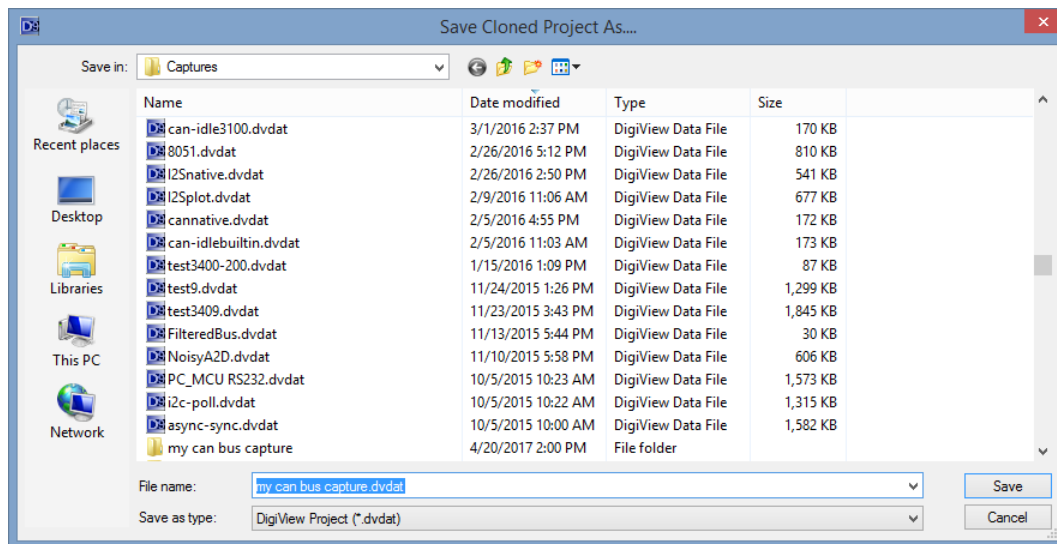 Save Cloned Project As....
Save in: Captures
Name Date modified Type Size
can-idle3100.dvdat 3/1/2016 2:37 PM DigiView Data File 170 KB
8051.dvdat 2/26/2016 5:12 PM DigiView Data File 810 KB
I2Snative.dvdat 2/26/2016 2:50 PM DigiView Data File 541 KB
I2Splot.dvdat 2/9/2016 11:06 AM DigiView Data File 677 KB
cannative.dvdat 2/5/2016 4:55 PM DigiView Data File 172 KB
can-idlebuiltin.dvdat 2/5/2016 11:03 AM DigiView Data File 173 KB
test3400-200.dvdat 1/15/2016 1:09 PM DigiView Data File 87 KB
test9.dvdat 11/24/2015 1:26 PM DigiView Data File 1,299 KB
test3409.dvdat 11/23/2015 3:43 PM DigiView Data File 1,845 KB
FilteredBus.dvdat 11/13/2015 5:44 PM DigiView Data File 30 KB
NoisyA2D.dvdat 11/10/2015 5:58 PM DigiView Data File 606 KB
PC_MCU RS232.dvdat 10/5/2015 10:23 AM DigiView Data File 1,573 KB
i2c-poll.dvdat 10/5/2015 10:22 AM DigiView Data File 1,315 KB
async-sync.dvdat 10/5/2015 10:00 AM DigiView Data File 1,582 KB
my can bus capture 4/20/2017 2:00 PM File folder
Recent places
Desktop
Libraries
This PC
Network
File name: my can bus capture.dvdat Save
Save as type: DigiView Project (*.dvdat) Cancel